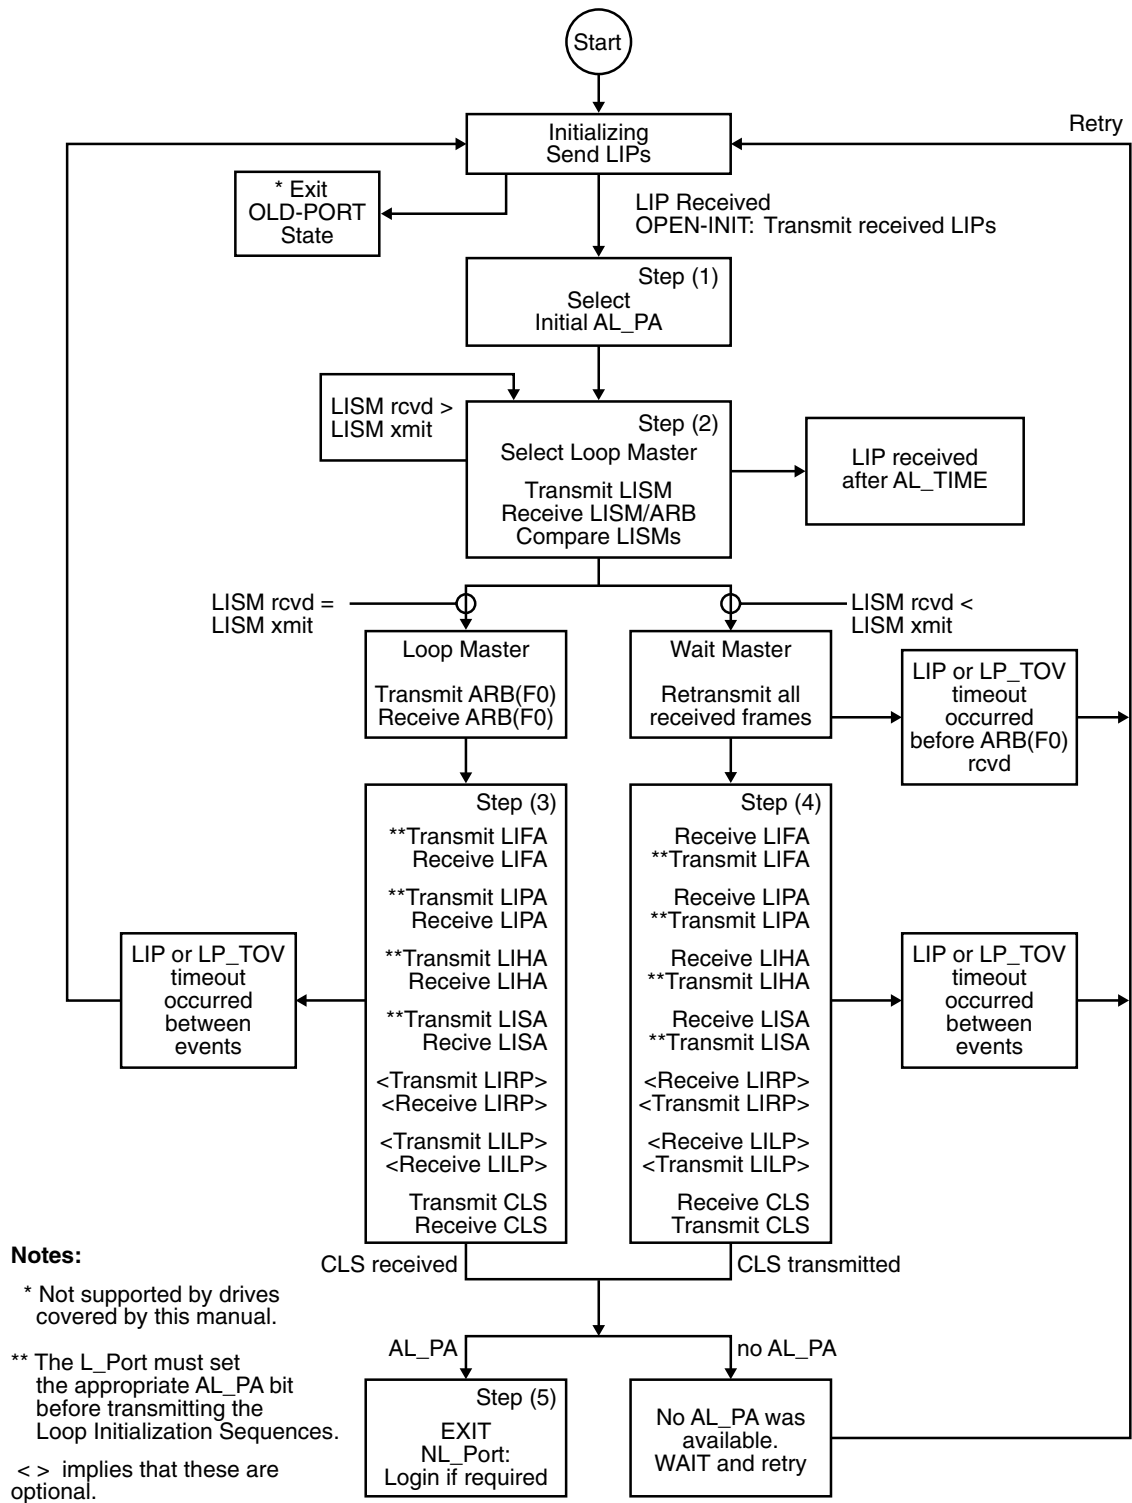 Start
Initializing
Send LIPs
Retry
* Exit
OLD-PORT
State
LIP Received
OPEN-INIT: Transmit received LIPs
Step (1)
Select
Initial AL_PA
LISM rcvd >
LISM xmit
Step (2)
Select Loop Master
Transmit LISM
Receive LISM/ARB
Compare LISMs
LIP received
after AL_TIME
LISM rcvd =
LISM xmit
LISM rcvd <
LISM xmit
Loop Master
Transmit ARB(F0)
Receive ARB(F0)
Wait Master
Retransmit all
received frames
LIP or LP_TOV
timeout
occurred
before ARB(F0)
rcvd
Step (3)
**Transmit LIFA
Receive LIFA
**Transmit LIPA
Receive LIPA
**Transmit LIHA
Receive LIHA
**Transmit LISA
Recive LISA
<Transmit LIRP>
<Receive LIRP>
<Transmit LILP>
<Receive LILP>
Transmit CLS
Receive CLS
Step (4)
Receive LIFA
**Transmit LIFA
Receive LIPA
**Transmit LIPA
Receive LIHA
**Transmit LIHA
Receive LISA
**Transmit LISA
<Receive LIRP>
<Transmit LIRP>
<Receive LILP>
<Transmit LILP>
Receive CLS
Transmit CLS
LIP or LP_TOV
timeout
occurred
between
events
LIP or LP_TOV
timeout
occurred
between
events
CLS received
CLS transmitted
AL_PA
no AL_PA
Step (5)
EXIT
NL_Port:
Login if required
No AL_PA was
available.
WAIT and retry
Notes:
* Not supported by drives
covered by this manual.
** The L_Port must set
the appropriate AL_PA bit
before transmitting the
Loop Initialization Sequences.
< > implies that these are
optional.